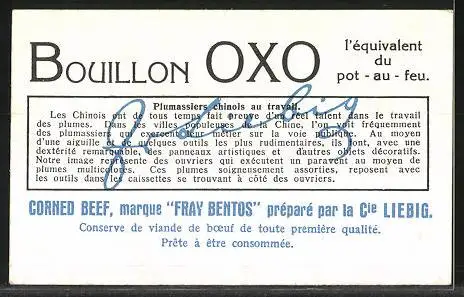 Bouillon OXO l'équivalent
du
pot - au - feu.
Plumassiers chinois au travail.
Les Chinois ont de tous temps fait preuve d'un réel talent dans le travail
des plumes. Dans les villes populeuses de la Chine, l'on voit fréquemment
des plumassiers qui exercent leur métier sur la voie publique. Au moyen
d'une aiguille et de quelques outils les plus rudimentaires, ils font, avec une
dextérité remarquable, des panneaux artistiques et d'autres objets décoratifs.
Notre image représente des ouvriers qui exécutent un paravent au moyen de
plumes multicolores. Ces plumes soigneusement assorties, reposent avec
les outils dans les caissettes se trouvant à côté des ouvriers.
J. v. Liebig
CORNED BEEF, marque "FRAY BENTOS" préparé par la Cie LIEBIG.
Conserve de viande de bœuf de toute première qualité.
Prête à être consommée.